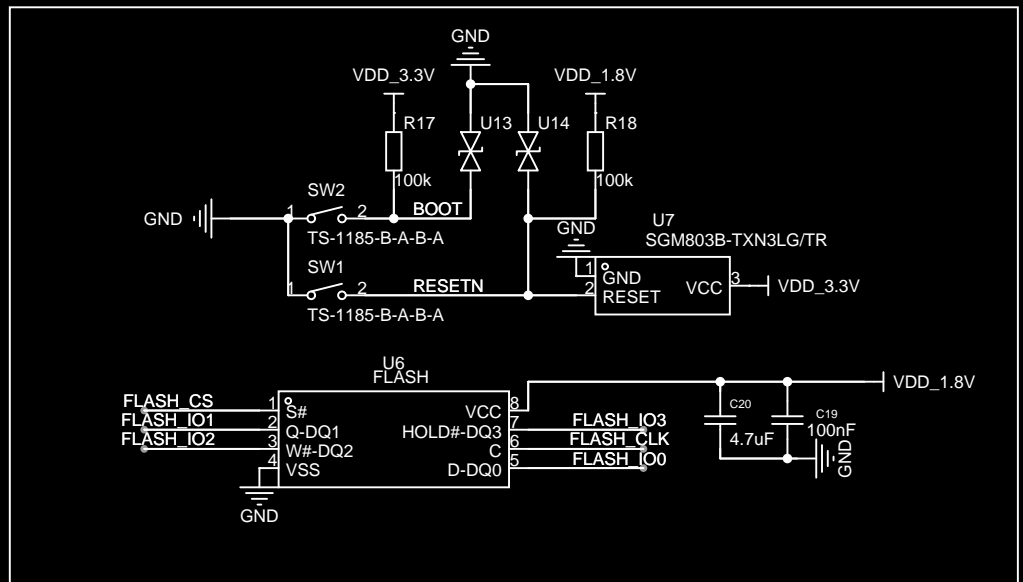 GND
VDD_3.3V
VDD_1.8V
R17
U13
U14
R18
100k
100k
SW2
GND
1
2
BOOT
TS-1185-B-A-B-A
U7
SGM803B-TXN3LG/TR
GND
SW1
1
2
RESETN
TS-1185-B-A-B-A
1
GND
2
RESET
VCC
3
VDD_3.3V
U6
FLASH
VDD_1.8V
FLASH_CS
1
S#
VCC
8
FLASH_IO1
2
Q-DQ1
HOLD#-DQ3
7
FLASH_IO3
FLASH_IO2
3
W#-DQ2
C
6
FLASH_CLK
4
VSS
D-DQ0
5
FLASH_IO0
GND
C20
4.7uF
C19
100nF
GND